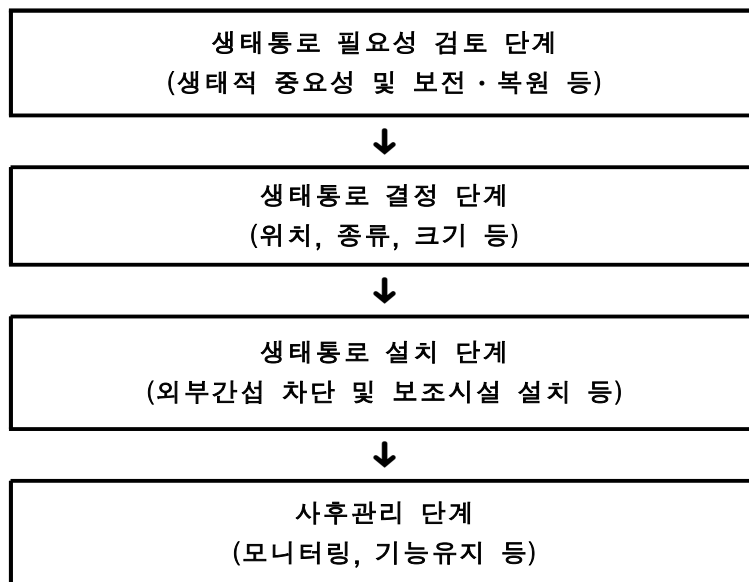 생태통로 필요성 검토 단계
(생태적 중요성 및 보전・복원 등)
생태통로 결정 단계
(위치, 종류, 크기 등)
생태통로 설치 단계
(외부간섭 차단 및 보조시설 설치 등)
사후관리 단계
(모니터링, 기능유지 등)